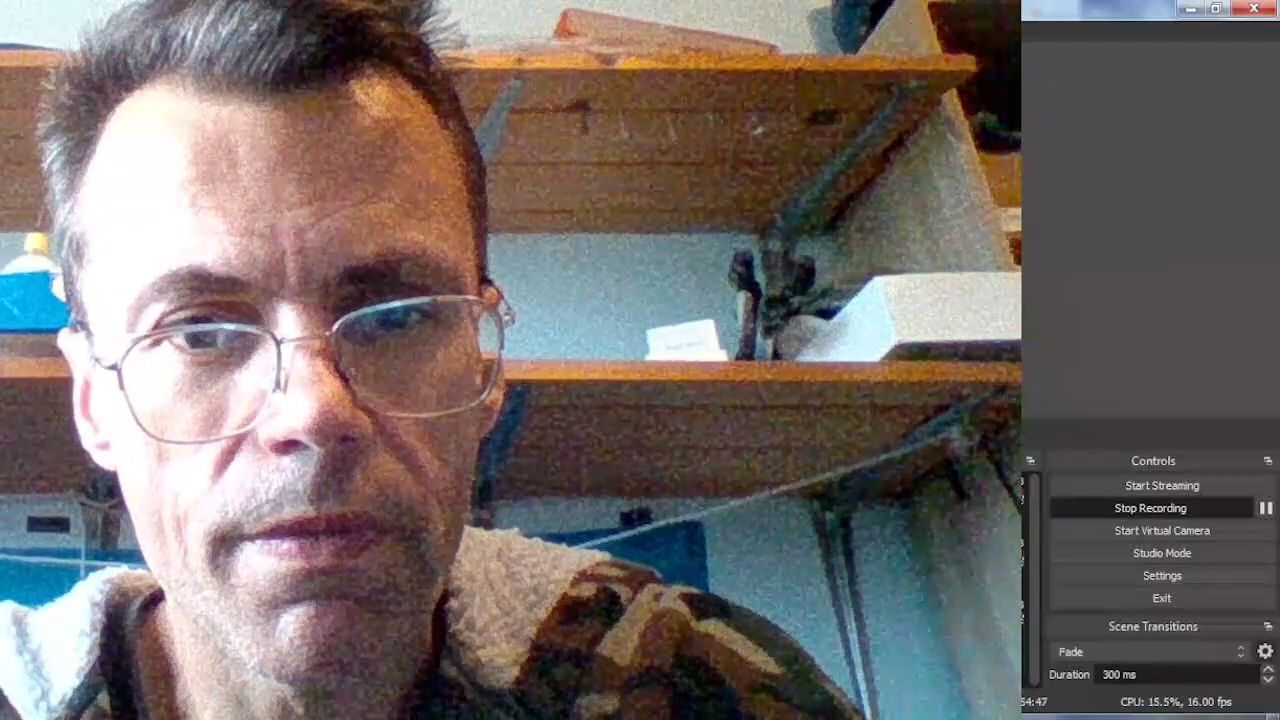 Controls
Start Streaming
Stop Recording
Start Virtual Camera
Studio Mode
Settings
Exit
Scene Transitions
Fade
Duration 300 ms
54:47 CPU: 15.5%, 16.00 fps